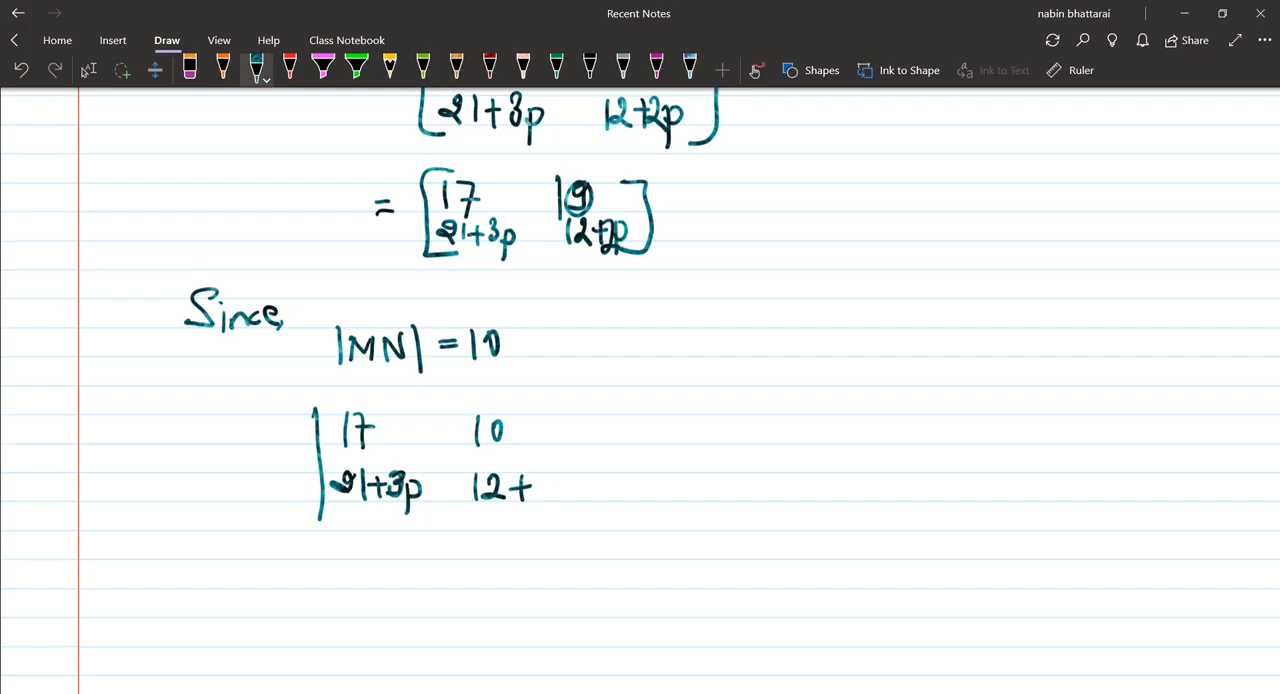 Recent Notes
nabin bhattarai
Home Insert Draw View Help Class Notebook
Share
Shapes Ink to Shape Ink to Text Ruler
21+3p 12+2p
= 17
21+3p 12+2p
Since,
|MN| = 10
17 10
21+3p 12+